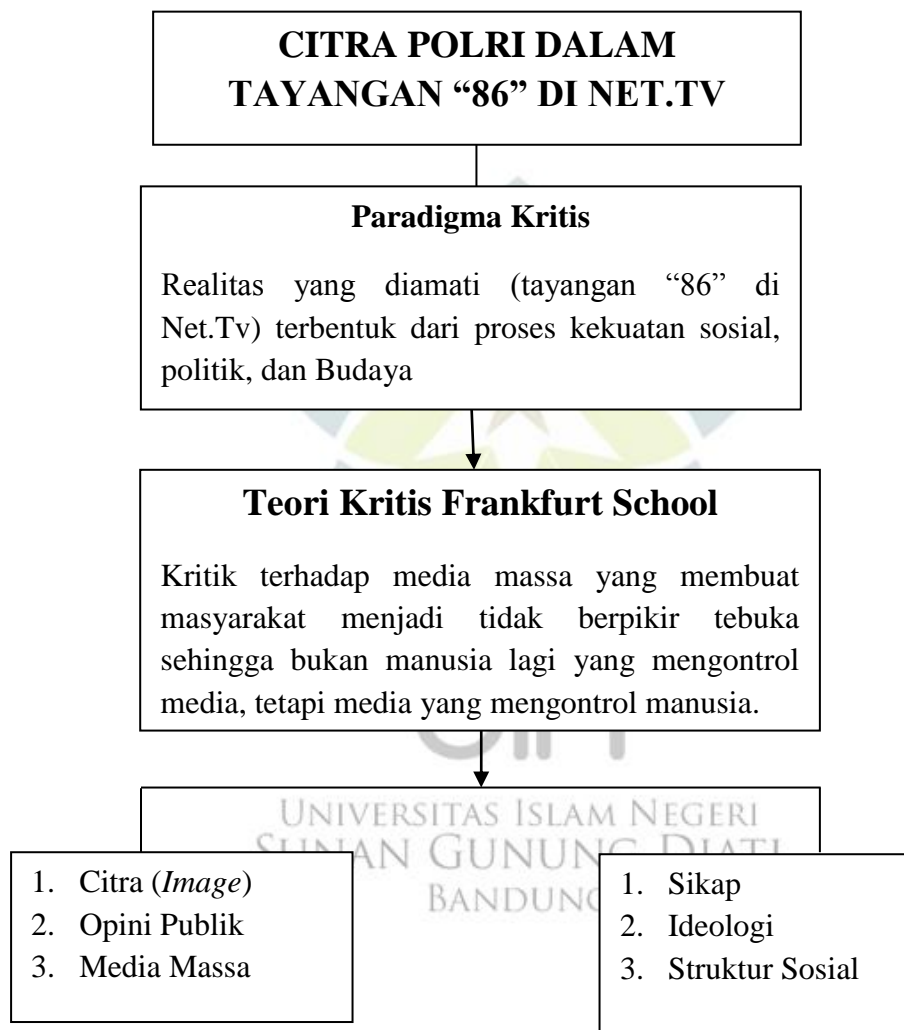 CITRA POLRI DALAM
TAYANGAN “86” DI NET.TV
Paradigma Kritis
Realitas yang diamati (tayangan “86” di
Net.Tv) terbentuk dari proses kekuatan sosial,
politik, dan Budaya
Teori Kritis Frankfurt School
Kritik terhadap media massa yang membuat
masyarakat menjadi tidak berpikir tebuka
sehingga bukan manusia lagi yang mengontrol
media, tetapi media yang mengontrol manusia.
UNIVERSITAS ISLAM NEGERI
SUNAN GUNUNG DJATI
BANDUNG
1. Citra (Image)
2. Opini Publik
3. Media Massa
1. Sikap
2. Ideologi
3. Struktur Sosial